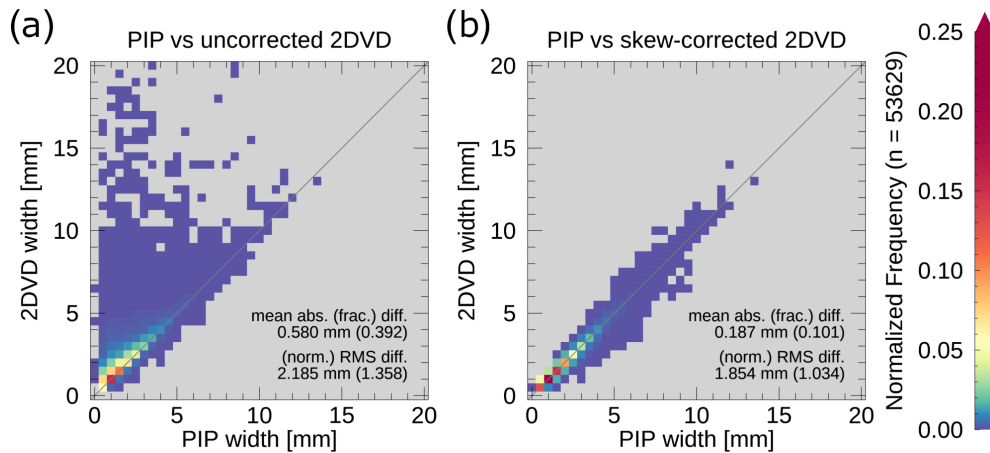 (a)
PIP vs uncorrected 2DVD
20
15
10
5
0
2DVD width [mm]
mean abs. (frac.) diff.
0.580 mm (0.392)
(norm.) RMS diff.
2.185 mm (1.358)
0 5 10 15 20
PIP width [mm]
(b)
PIP vs skew-corrected 2DVD
20
15
10
5
0
2DVD width [mm]
mean abs. (frac.) diff.
0.187 mm (0.101)
(norm.) RMS diff.
1.854 mm (1.034)
0 5 10 15 20
PIP width [mm]
Normalized Frequency (n = 53629)
0.25
0.20
0.15
0.10
0.05
0.00